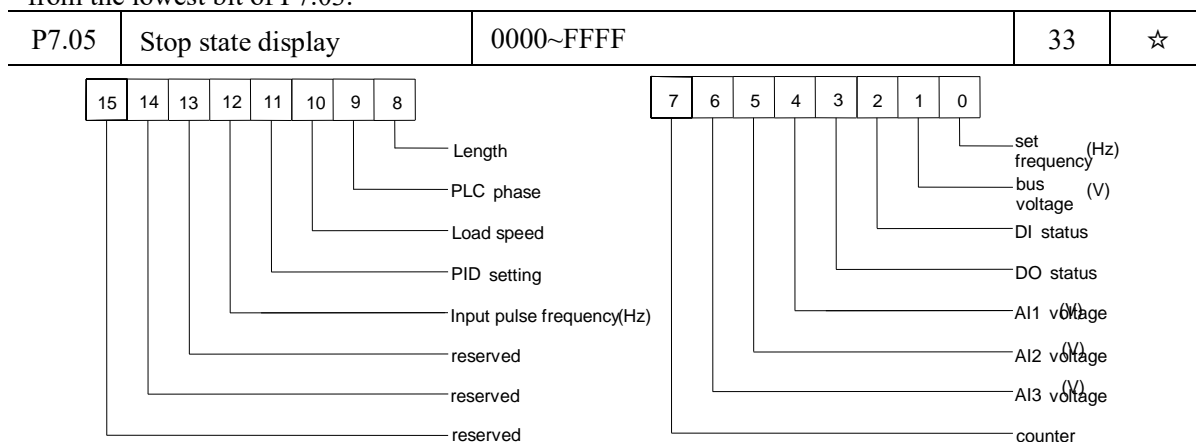 from the lowest bit of P7.03.
P7.05 Stop state display 0000~FFFF 33 ☆
15 14 13 12 11 10 9 8
7 6 5 4 3 2 1 0
Length
PLC phase
Load speed
PID setting
Input pulse frequency(Hz)
reserved
reserved
reserved
set
frequency (Hz)
bus
voltage (V)
DI status
DO status
AI1 voltage (V)
AI2 voltage (V)
AI3 voltage (V)
counter